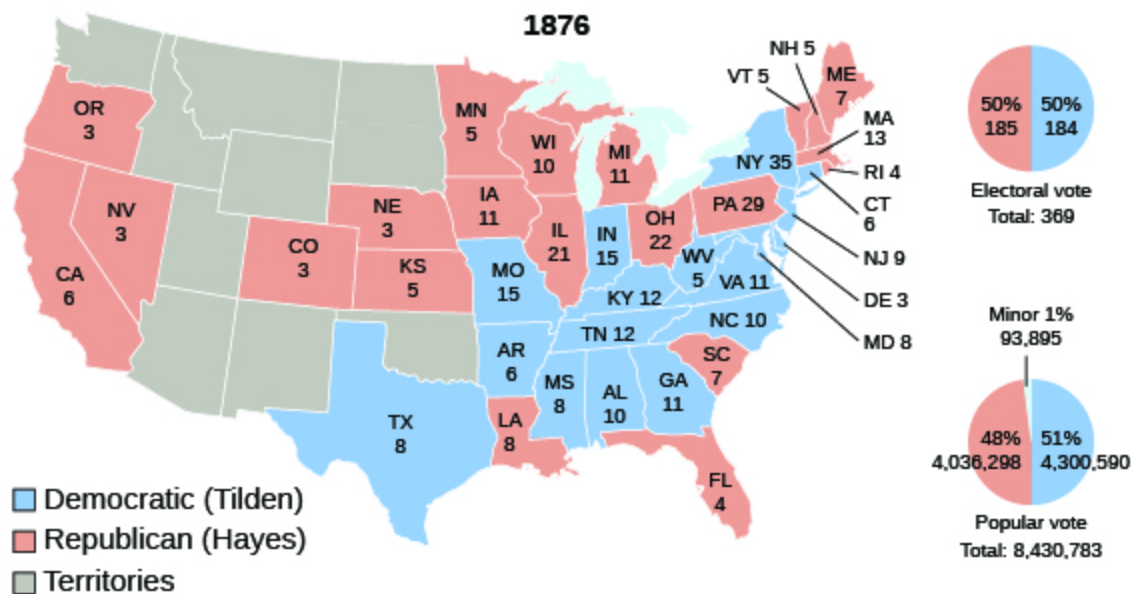 1876
NH 5
VT 5
ME
7
MA
13
RI 4
CT
6
NJ 9
DE 3
MD 8
OR
3
MN
5
WI
10
MI
11
NY 35
NV
3
NE
3
IA
11
PA 29
CA
6
CO
3
KS
5
IL
21
IN
15
OH
22
WV
5
VA 11
MO
15
KY 12
TN 12
NC 10
AR
6
SC
7
MS
8
AL
10
GA
11
TX
8
LA
8
FL
4
Democratic (Tilden)
Republican (Hayes)
Territories
50%
185
50%
184
Electoral vote
Total: 369
Minor 1%
93,895
48%
4,036,298
51%
4,300,590
Popular vote
Total: 8,430,783